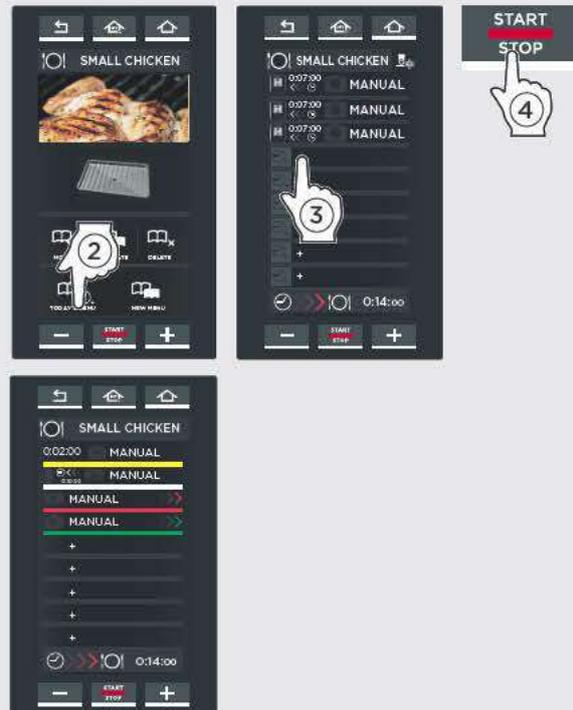 SMALL CHICKEN
2
DELETE
NEW MENU
START
STOP
SMALL CHICKEN
H 0:07:00 MANUAL
H 0:07:00 MANUAL
H 0:07:00 MANUAL
3
+
+
0:14:00
START
STOP
START
STOP
4
SMALL CHICKEN
0:02:00 MANUAL
MANUAL
MANUAL
MANUAL
+
+
+
+
+
0:14:00
START
STOP